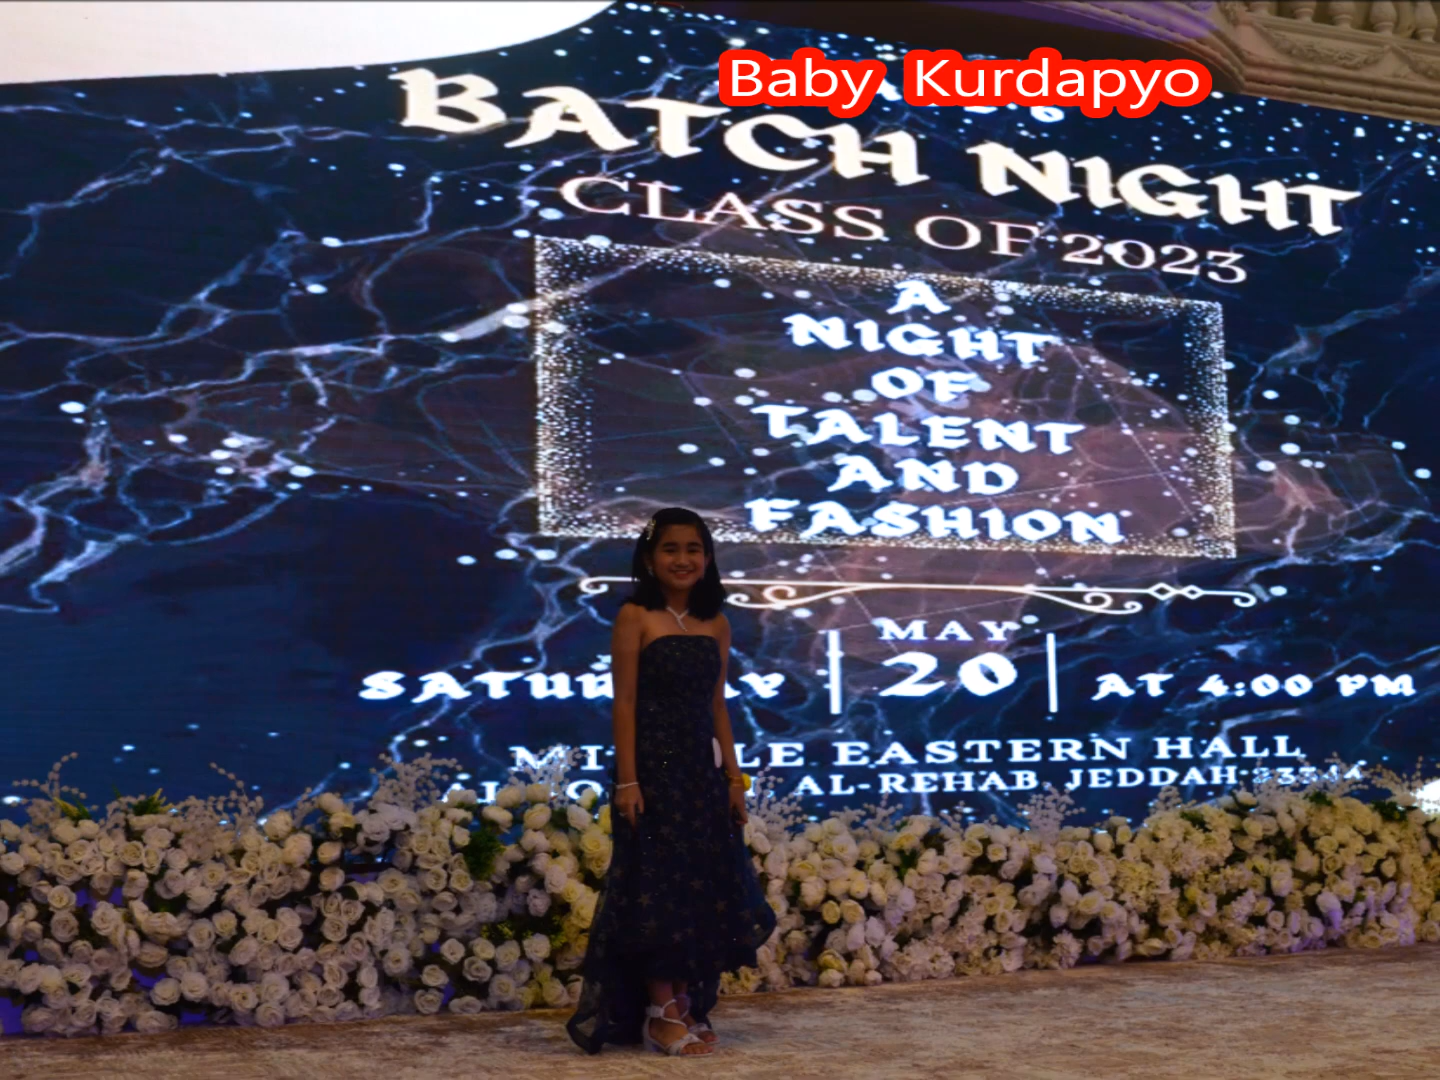 Baby Kurdapyo
BATCH NIGHT
CLASS OF 2023
A
NIGHT
OF
TALENT
AND
FASHION
MAY
20
AT 4:00 PM
EASTERN HALL
AL-REHAB, JEDDAH